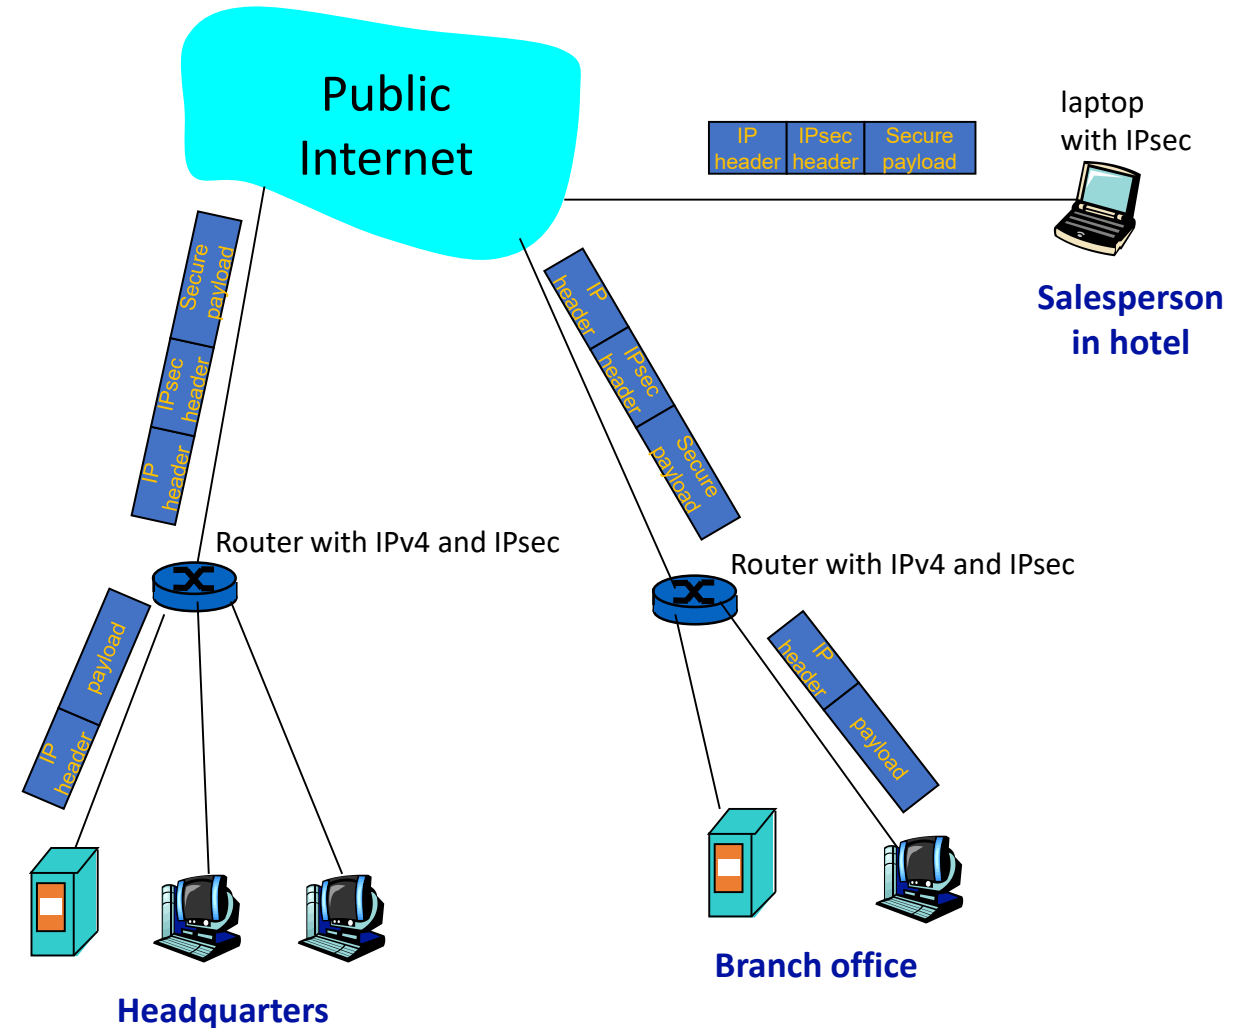 Public
Internet
laptop
with IPsec
IP
header
IPsec
header
Secure
payload
Salesperson
in hotel
Secure
payload
IPsec
header
IP
header
IP
header
IPsec
header
Secure
payload
Router with IPv4 and IPsec
Router with IPv4 and IPsec
payload
IP
header
IP
header
payload
Branch office
Headquarters